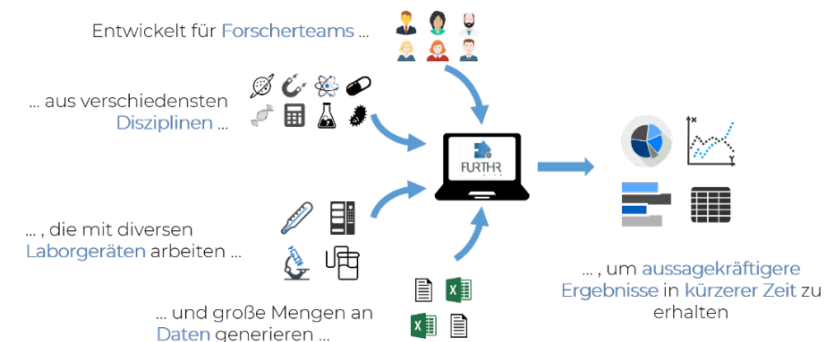 Entwickelt für Forscherteams ...
... aus verschiedensten
Disziplinen ...
FURTHR
... , die mit diversen
Laborgeräten arbeiten ...
... und große Mengen an
Daten generieren ...
... , um aussagekräftigere
Ergebnisse in kürzerer Zeit zu
erhalten